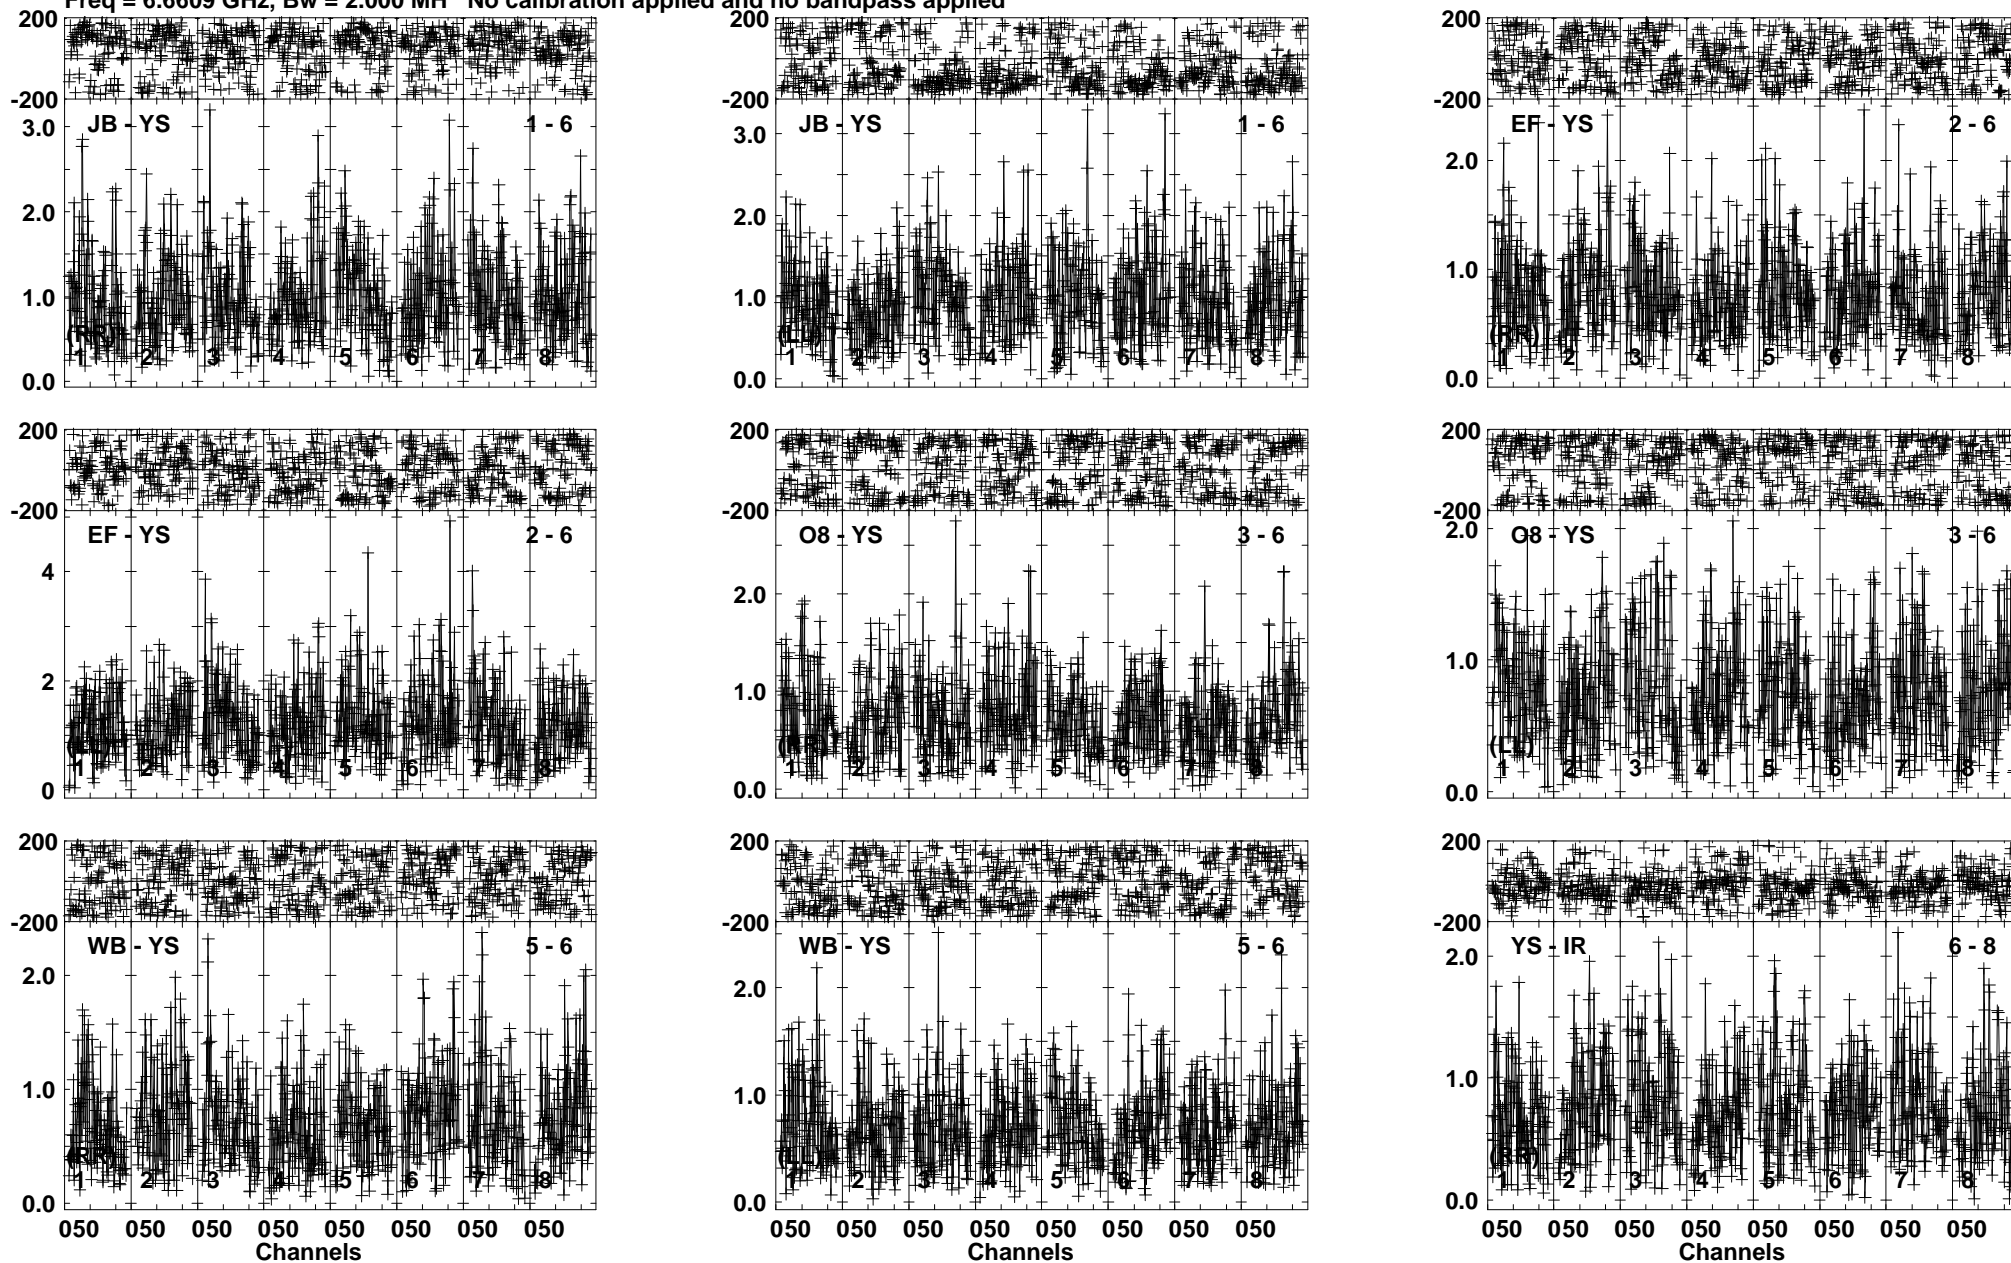 Freq = 6.6609 GHz, Bw = 2.000 MH No calibration applied and no bandpass applied
200 200 200
-200 -200 -200
JB - YS 1 - 6 JB - YS 1 - 6 EF - YS 2 - 6
3.0 3.0 2.0
2.0 2.0 1.0
1.0 1.0
(RR) (LL) (RR)
1 2 3 4 5 6 7 8 1 2 3 4 5 6 7 8 1 2 3 4 5 6 7 8
0.0 0.0 0.0
200 200 200
-200 -200 -200
EF - YS 2 - 6 O8 - YS 3 - 6 O8 - YS 3 - 6
4 2.0 2.0
2 1.0 1.0
(LL) (RR) (LL)
1 2 3 4 5 6 7 8 1 2 3 4 5 6 7 8 1 2 3 4 5 6 7 8
0 0.0 0.0
200 200 200
-200 -200 -200
WB - YS 5 - 6 WB - YS 5 - 6 YS - IR 6 - 8
2.0 2.0 2.0
1.0 1.0 1.0
(RR) (LL) (RR)
1 2 3 4 5 6 7 8 1 2 3 4 5 6 7 8 1 2 3 4 5 6 7 8
0.0 0.0 0.0
050 050 050 050 050 050 050 050 050 050 050 050 050 050 050 050 050 050 050 050 050 050 050 050
Channels Channels Channels